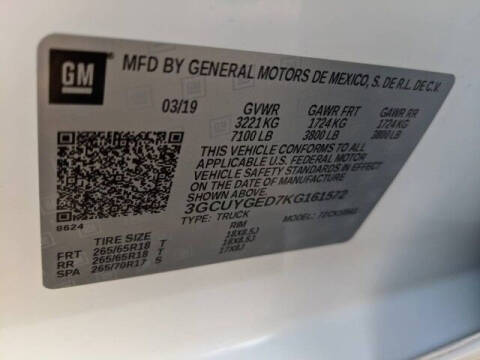 GM
MFD BY GENERAL MOTORS DE MEXICO, S. DE R.L. DE C.V.
03/19 GVWR GAWR FRT GAWR RR
3221 KG 1724 KG 1724 KG
7100 LB 3800 LB 3800 LB
THIS VEHICLE CONFORMS TO ALL
APPLICABLE U.S. FEDERAL MOTOR
VEHICLE SAFETY STANDARDS IN EFFECT
ON THE DATE OF MANUFACTURE SHOWN ABOVE.
3GCUYGED7KG161572
TYPE: TRUCK MODEL:
8624
TIRE SIZE RIM
FRT 265/65R18 T 18X8.5J
RR 265/65R18 T 18X8.5J
SPA 265/70R17 S 17X8J